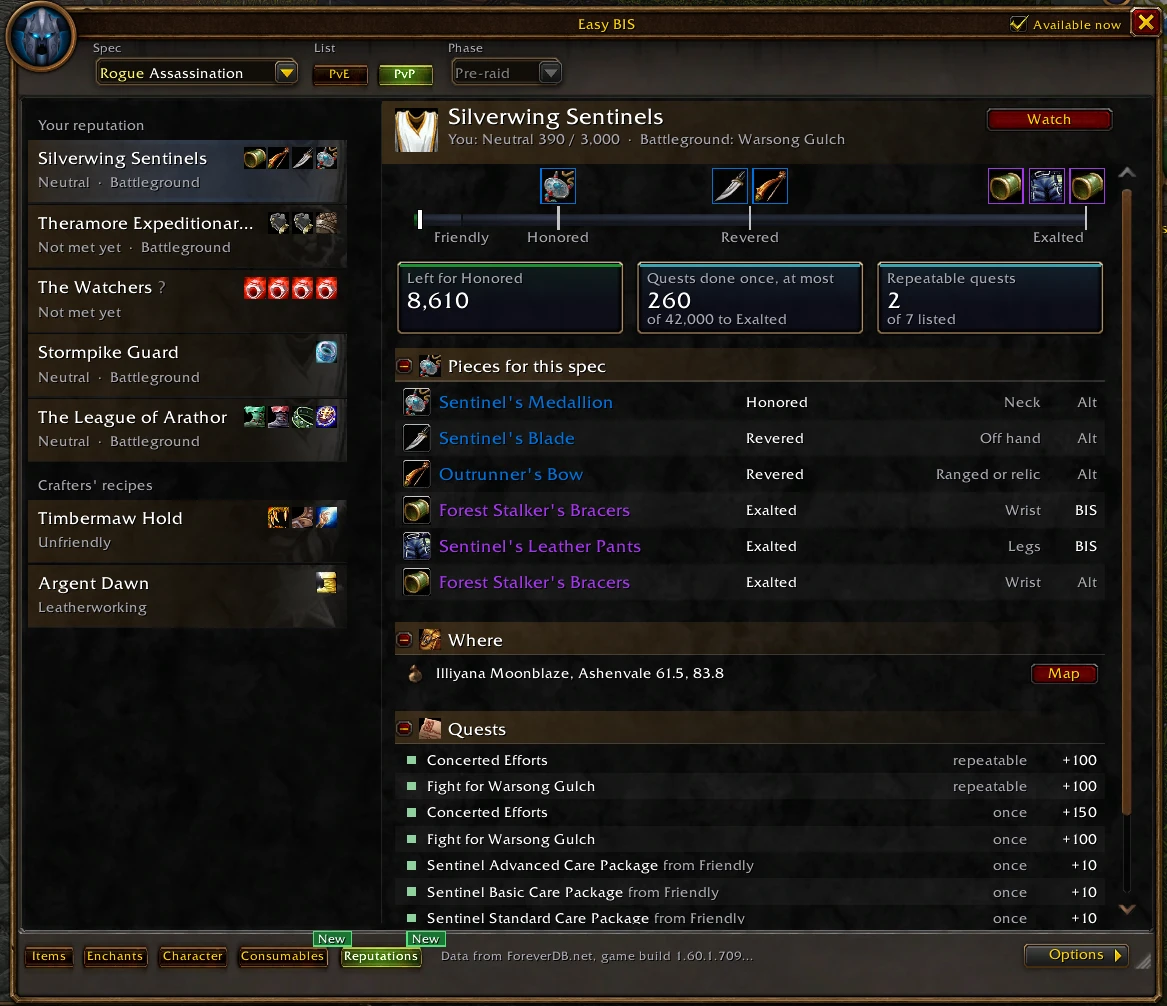 Easy BIS
Available now
Spec
List
Phase
Rogue Assassination
PvE
PvP
Pre-raid
Your reputation
Silverwing Sentinels
Neutral · Battleground
Theramore Expeditionar...
Not met yet · Battleground
The Watchers ?
Not met yet
Stormpike Guard
Neutral · Battleground
The League of Arathor
Neutral · Battleground
Crafters' recipes
Timbermaw Hold
Unfriendly
Argent Dawn
Leatherworking
Silverwing Sentinels
You: Neutral 390 / 3,000 · Battleground: Warsong Gulch
Watch
Friendly
Honored
Revered
Exalted
Left for Honored
8,610
Quests done once, at most
260
of 42,000 to Exalted
Repeatable quests
2
of 7 listed
Pieces for this spec
Sentinel's Medallion Honored Neck Alt
Sentinel's Blade Revered Off hand Alt
Outrunner's Bow Revered Ranged or relic Alt
Forest Stalker's Bracers Exalted Wrist BIS
Sentinel's Leather Pants Exalted Legs BIS
Forest Stalker's Bracers Exalted Wrist Alt
Where
Illiyana Moonblaze, Ashenvale 61.5, 83.8
Map
Quests
Concerted Efforts repeatable +100
Fight for Warsong Gulch repeatable +100
Concerted Efforts once +150
Fight for Warsong Gulch once +100
Sentinel Advanced Care Package from Friendly once +10
Sentinel Basic Care Package from Friendly once +10
Sentinel Standard Care Package from Friendly once +10
New
New
Items
Enchants
Character
Consumables
Reputations
Data from ForeverDB.net, game build 1.60.1.709...
Options